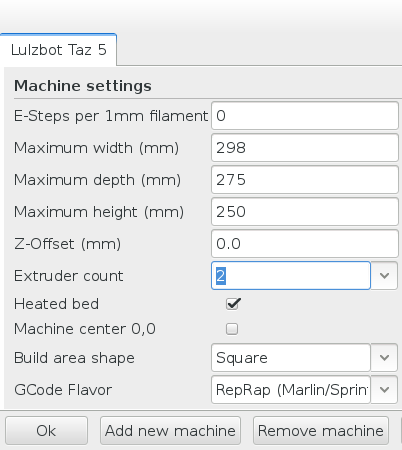 Lulzbot Taz 5
Machine settings
E-Steps per 1mm filament 0
Maximum width (mm) 298
Maximum depth (mm) 275
Maximum height (mm) 250
Z-Offset (mm) 0.0
Extruder count 2
Heated bed
Machine center 0,0
Build area shape Square
GCode Flavor RepRap (Marlin/Sprin
Ok Add new machine Remove machine